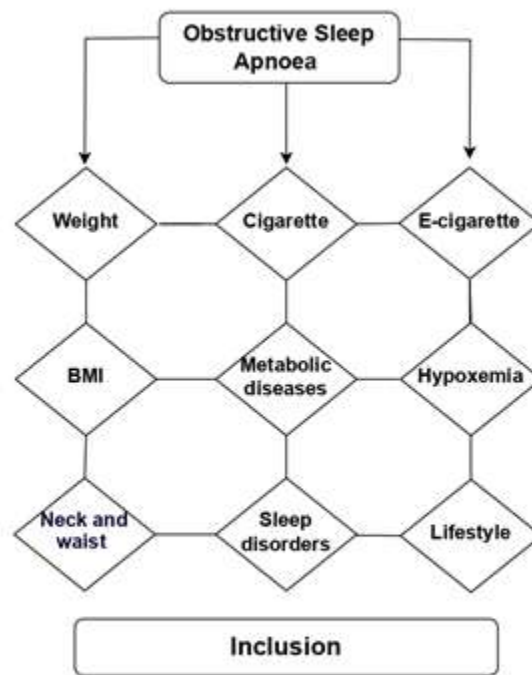 Obstructive Sleep
Apnoea
Weight
Cigarette
E-cigarette
BMI
Metabolic
diseases
Hypoxemia
Neck and
waist
Sleep
disorders
Lifestyle
Inclusion